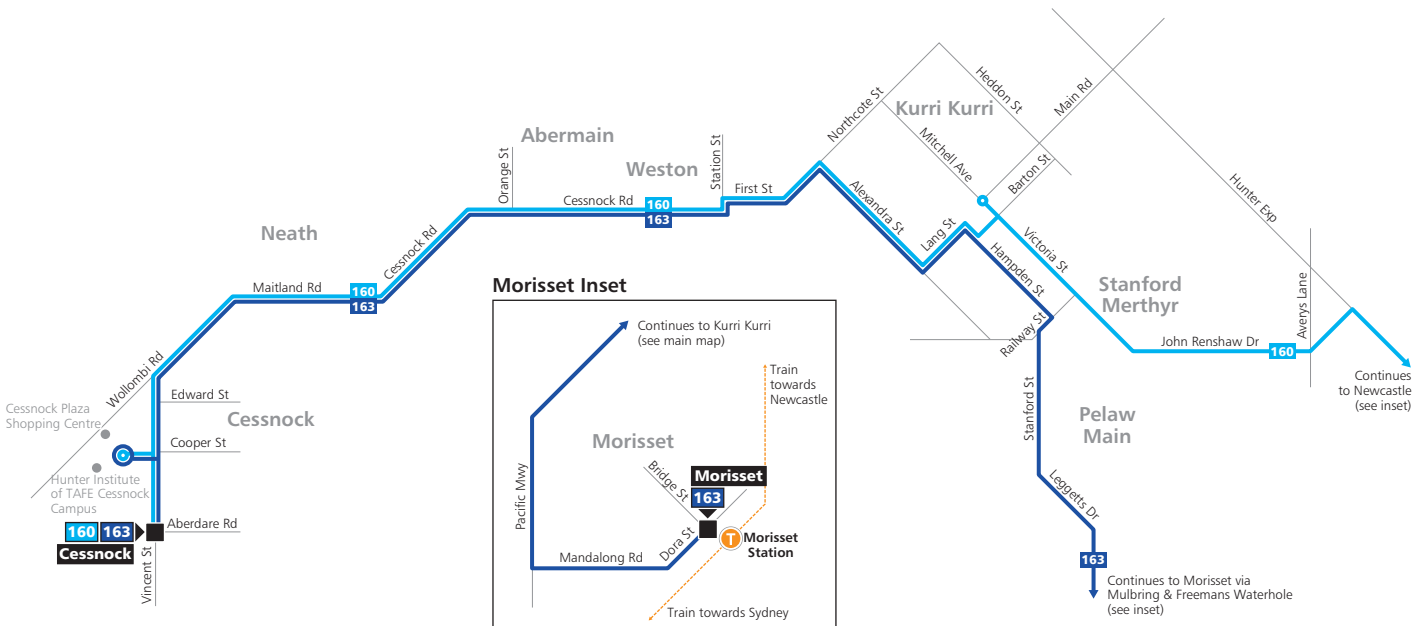 Northcote St
Heddon St
Main Rd
Kurri Kurri
Mitchell Ave
Barton St
Abermain
Orange St
Weston
Station St
Cessnock Rd
160
163
First St
Alexandra St
Lang St
Hampden St
Victoria St
Hunter Exp
Averys Lane
Stanford
Merthyr
Railway St
John Renshaw Dr
160
Continues
to Newcastle
(see inset)
Neath
Cessnock Rd
Maitland Rd
160
163
Wollombi Rd
Edward St
Cessnock
Cessnock Plaza
Shopping Centre
Cooper St
Hunter Institute
of TAFE Cessnock
Campus
160 163
Cessnock
Aberdare Rd
Vincent St
Morisset Inset
Continues to Kurri Kurri
(see main map)
Train
towards
Newcastle
Morisset
Bridge St
Morisset
163
Pacific Mwy
Mandalong Rd
Dora St
T
Morisset
Station
Train towards Sydney
Stanford St
Pelaw
Main
Leggetts Dr
163
Continues to Morisset via
Mulbring & Freemans Waterhole
(see inset)